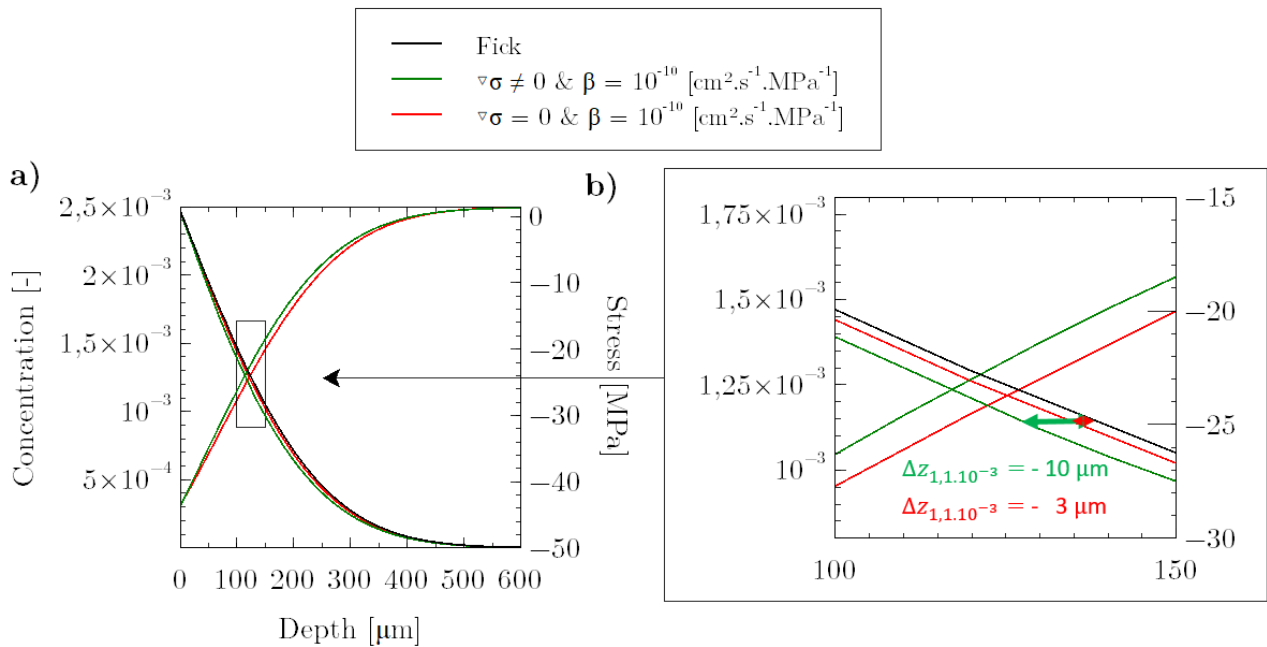 Fick
▽σ ≠ 0 & β = 10⁻¹⁰ [cm².s⁻¹.MPa⁻¹]
▽σ = 0 & β = 10⁻¹⁰ [cm².s⁻¹.MPa⁻¹]
a)
Concentration [-]
2,5×10⁻³
2×10⁻³
1,5×10⁻³
10⁻³
5×10⁻⁴
0
−10
−20
−30
−40
−50
Stress [MPa]
0 100 200 300 400 500 600
Depth [μm]
b)
1,75×10⁻³
1,5×10⁻³
1,25×10⁻³
10⁻³
−15
−20
−25
−30
Δz₁,₁.₁₀⁻³ = - 10 μm
Δz₁,₁.₁₀⁻³ = - 3 μm
100 150